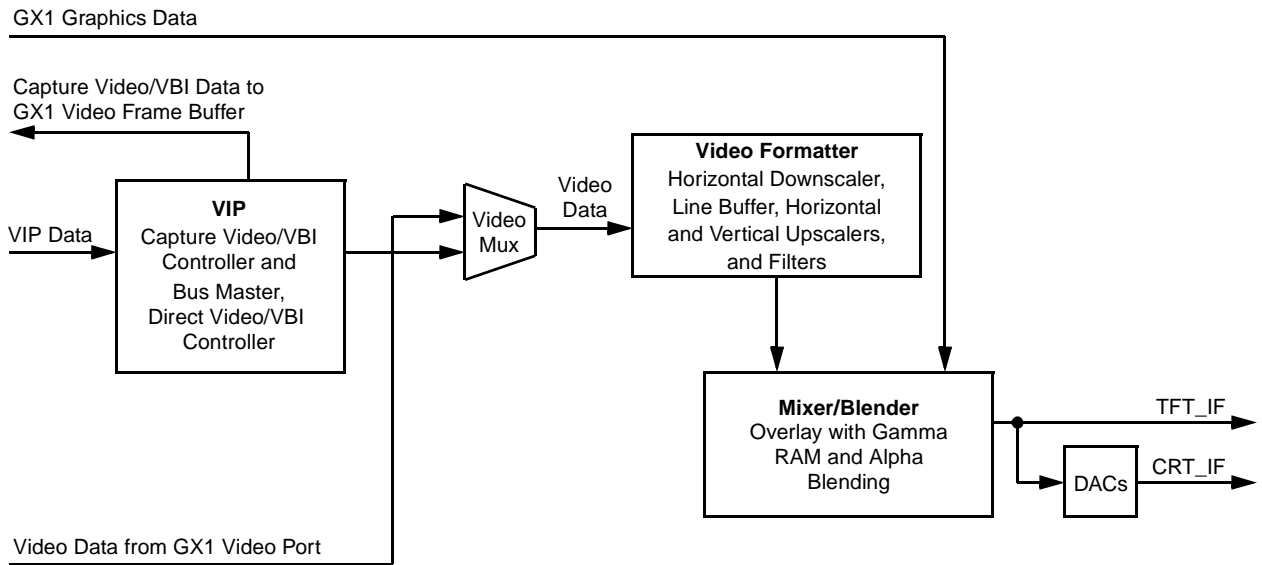 GX1 Graphics Data
Capture Video/VBI Data to
GX1 Video Frame Buffer
VIP Data
VIP
Capture Video/VBI
Controller and
Bus Master,
Direct Video/VBI
Controller
Video
Mux
Video
Data
Video Formatter
Horizontal Downscaler,
Line Buffer, Horizontal
and Vertical Upscalers,
and Filters
Mixer/Blender
Overlay with Gamma
RAM and Alpha
Blending
TFT_IF
DACs
CRT_IF
Video Data from GX1 Video Port